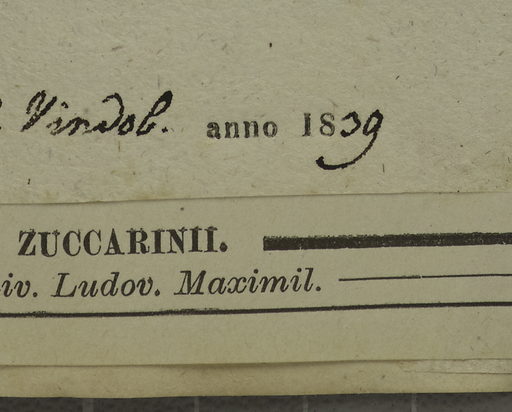 Vindob. anno 1839
ZUCCARINII.
iv. Ludov. Maximil.